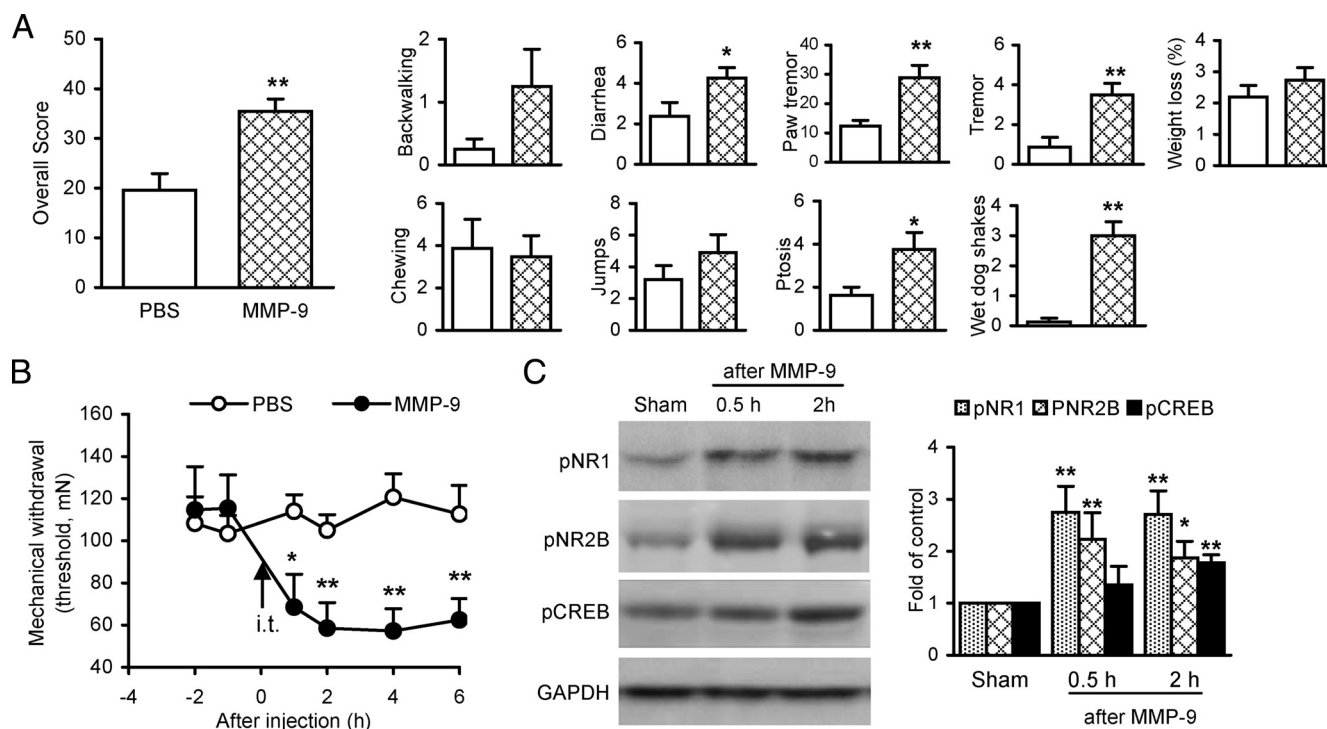 A
Overall Score
50
40
30
20
10
0
PBS
MMP-9
**
Backwalking
2
1
0
Diarrhea
6
4
2
0
*
Paw tremor
40
30
20
10
0
**
Tremor
6
4
2
0
**
Weight loss (%)
4
3
2
1
0
Chewing
6
4
2
0
Jumps
8
6
4
2
0
Ptosis
6
4
2
0
*
Wet dog shakes
4
3
2
1
0
**
B
PBS
MMP-9
Mechanical withdrawal
(threshold, mN)
160
140
120
100
80
60
40
*
**
**
**
i.t.
-4
-2
0
2
4
6
After injection (h)
C
after MMP-9
Sham
0.5 h
2h
pNR1
pNR2B
pCREB
GAPDH
pNR1
PNR2B
pCREB
Fold of control
4
3
2
1
0
**
**
**
*
**
Sham
0.5 h
2 h
after MMP-9